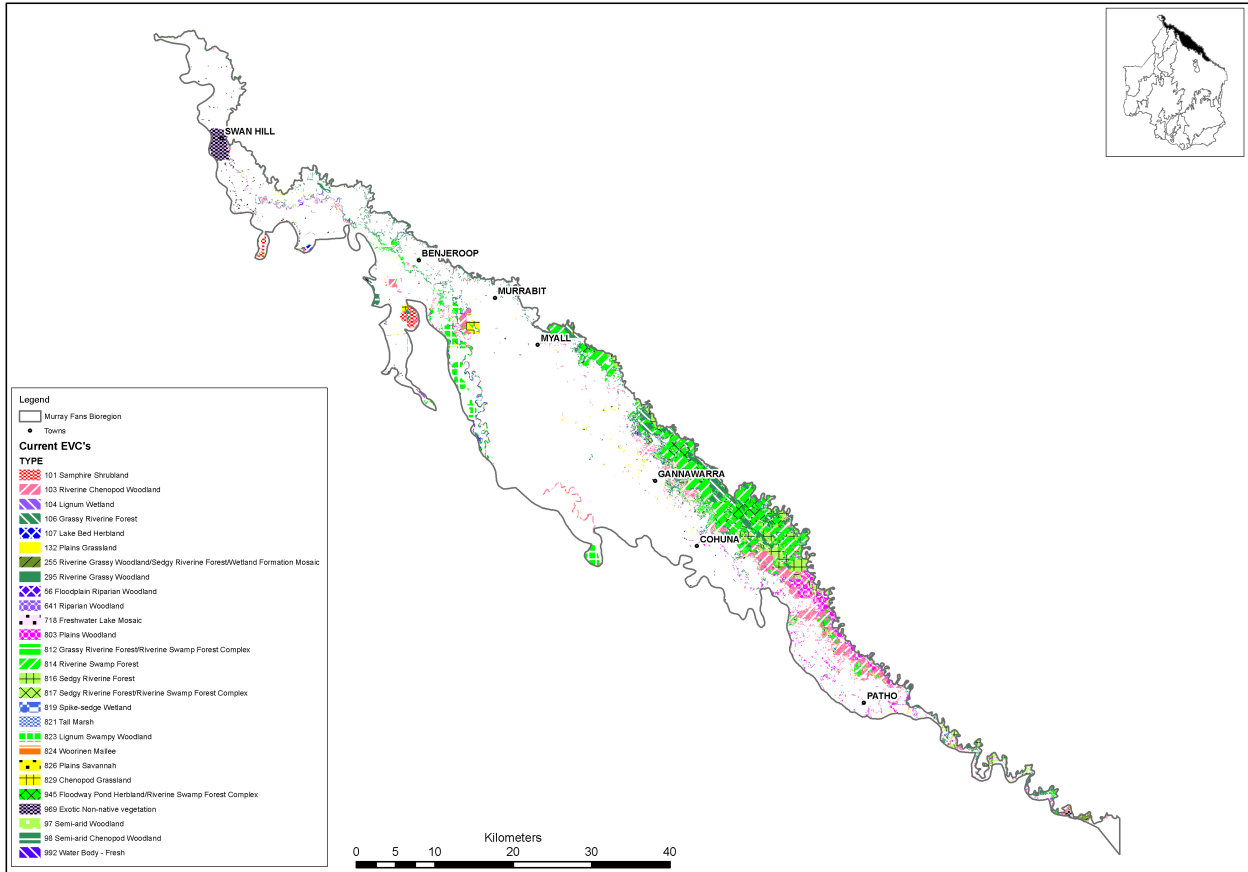 SWAN HILL
BENJEROOP
MURRABIT
MYALL
GANNAWARRA
COHUNA
PATHO
Legend
Murray Fans Bioregion
Towns
Current EVC's
TYPE
101 Samphire Shrubland
103 Riverine Chenopod Woodland
104 Lignum Wetland
106 Grassy Riverine Forest
107 Lake Bed Herbland
132 Plains Grassland
255 Riverine Grassy Woodland/Sedgy Riverine Forest/Wetland Formation Mosaic
295 Riverine Grassy Woodland
56 Floodplain Riparian Woodland
641 Riparian Woodland
718 Freshwater Lake Mosaic
803 Plains Woodland
812 Grassy Riverine Forest/Riverine Swamp Forest Complex
814 Riverine Swamp Forest
816 Sedgy Riverine Forest
817 Sedgy Riverine Forest/Riverine Swamp Forest Complex
819 Spike-sedge Wetland
821 Tall Marsh
823 Lignum Swampy Woodland
824 Woorinen Mallee
826 Plains Savannah
829 Chenopod Grassland
945 Floodway Pond Herbland/Riverine Swamp Forest Complex
969 Exotic Non-native vegetation
97 Semi-arid Woodland
98 Semi-arid Chenopod Woodland
992 Water Body - Fresh
Kilometers
0 5 10 20 30 40